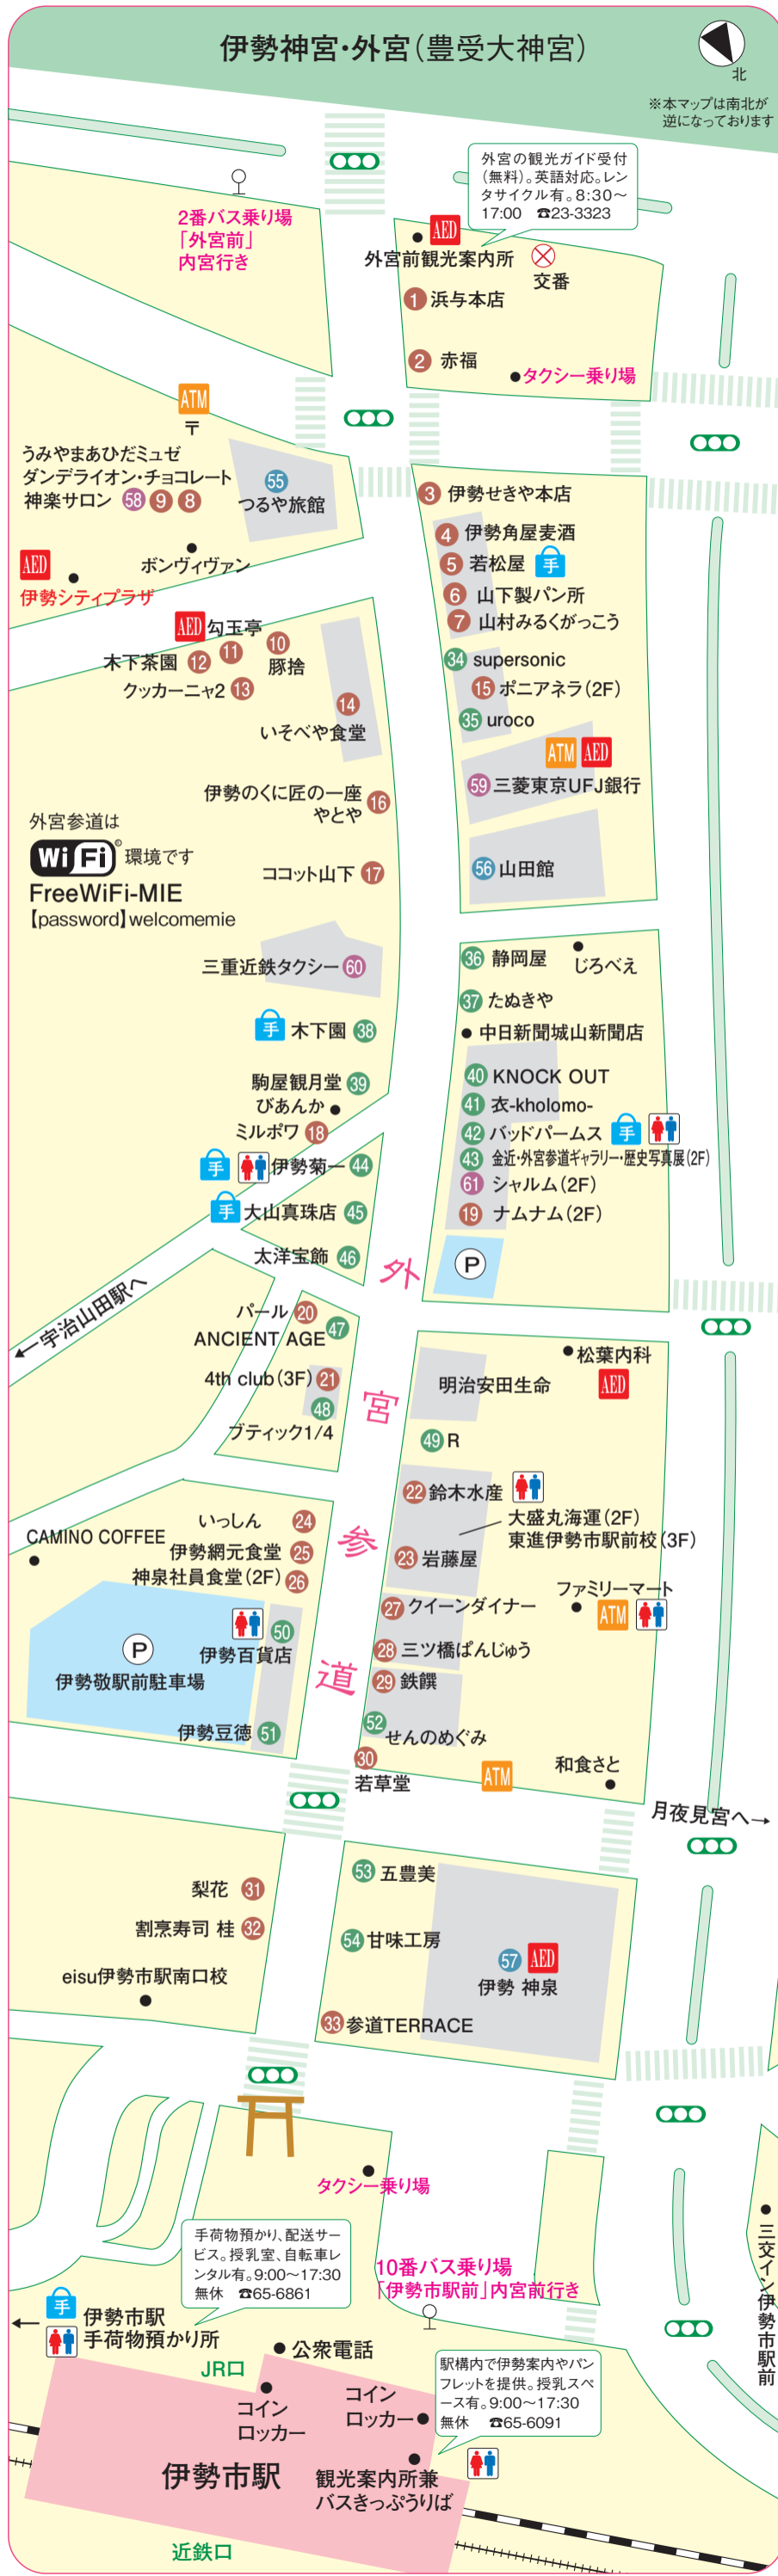 伊勢神宮・外宮(豊受大神宮)
北
※本マップは南北が
逆になっております
外宮の観光ガイド受付
(無料)。英語対応。レン
タサイクル有。8:30～
17:00 ☎23-3323
2番バス乗り場
「外宮前」
内宮行き
AED
外宮前観光案内所
交番
1 浜与本店
2 赤福
タクシー乗り場
ATM
〒
うみやまあひだミュゼ
ダンデライオン・チョコレート
神楽サロン 58 9 8
55
つるや旅館
3 伊勢せきや本店
4 伊勢角屋麦酒
5 若松屋 手
6 山下製パン所
7 山村みるくがっこう
AED
伊勢シティプラザ
ボンヴィヴァン
AED 勾玉亭
11
10
豚捨
木下茶園 12
クッカーニャ2 13
14
いそべや食堂
34 supersonic
15 ポニアネラ(2F)
35 uroco
ATM AED
59 三菱東京UFJ銀行
伊勢のくに匠の一座
やとや
16
外宮参道は
Wi Fi 環境です
FreeWiFi-MIE
【password】welcomemie
ココット山下 17
56 山田館
三重近鉄タクシー 60
36 静岡屋
じろべえ
37 たぬきや
中日新聞城山新聞店
手 木下園 38
駒屋観月堂 39
びあんか
ミルポワ 18
40 KNOCK OUT
41 衣-kholomo-
42 バッドパームス 手
43 金近・外宮参道ギャラリー・歴史写真展(2F)
61 シャルム(2F)
19 ナムナム(2F)
手 伊勢菊一 44
手 大山真珠店 45
太洋宝飾 46
P
外
宮
参
道
←宇治山田駅へ
パール 20
ANCIENT AGE 47
4th club(3F) 21
48
ブティック1/4
松葉内科
AED
明治安田生命
49 R
22 鈴木水産
大盛丸海運(2F)
東進伊勢市駅前校(3F)
23 岩藤屋
いっしん 24
伊勢網元食堂 25
神泉社員食堂(2F) 26
CAMINO COFFEE
50
伊勢百貨店
P
伊勢敬駅前駐車場
伊勢豆徳 51
ファミリーマート
ATM
27 クイーンダイナー
28 三ツ橋ぱんじゅう
29 鉄饌
52
せんのめぐみ
30
若草堂
ATM
和食さと
月夜見宮へ→
梨花 31
割烹寿司 桂 32
eisu伊勢市駅南口校
53 五豊美
54 甘味工房
57 AED
伊勢 神泉
33 参道TERRACE
タクシー乗り場
手荷物預かり、配送サー
ビス。授乳室、自転車レ
ンタル有。9:00～17:30
無休 ☎65-6861
10番バス乗り場
「伊勢市駅前」内宮前行き
三交イン伊勢市駅前
手
伊勢市駅
手荷物預かり所
公衆電話
JR口
コイン
ロッカー
コイン
ロッカー
駅構内で伊勢案内やパン
フレットを提供。授乳スペ
ース有。9:00～17:30
無休 ☎65-6091
伊勢市駅
観光案内所兼
バスきっぷうりば
近鉄口